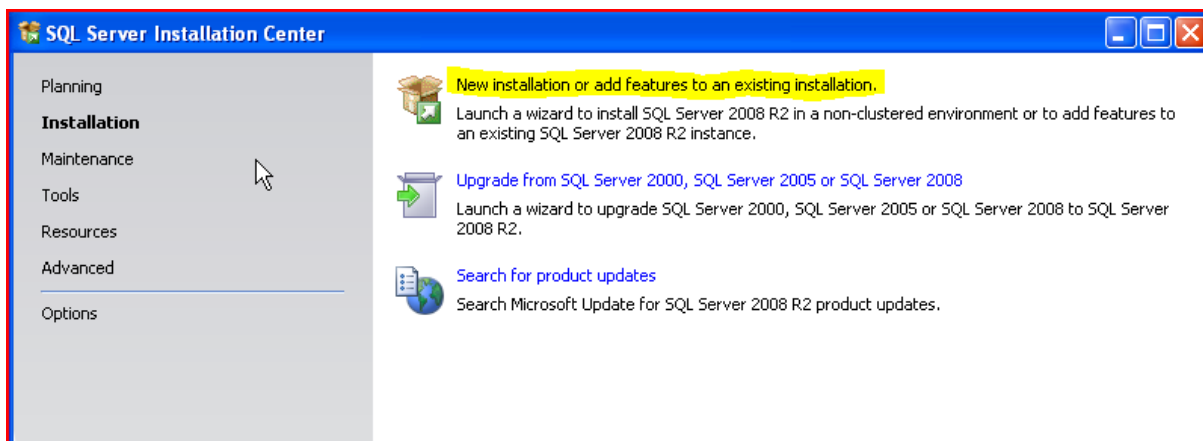 SQL Server Installation Center
Planning
Installation
Maintenance
Tools
Resources
Advanced
Options
New installation or add features to an existing installation.
Launch a wizard to install SQL Server 2008 R2 in a non-clustered environment or to add features to
an existing SQL Server 2008 R2 instance.
Upgrade from SQL Server 2000, SQL Server 2005 or SQL Server 2008
Launch a wizard to upgrade SQL Server 2000, SQL Server 2005 or SQL Server 2008 to SQL Server
2008 R2.
Search for product updates
Search Microsoft Update for SQL Server 2008 R2 product updates.